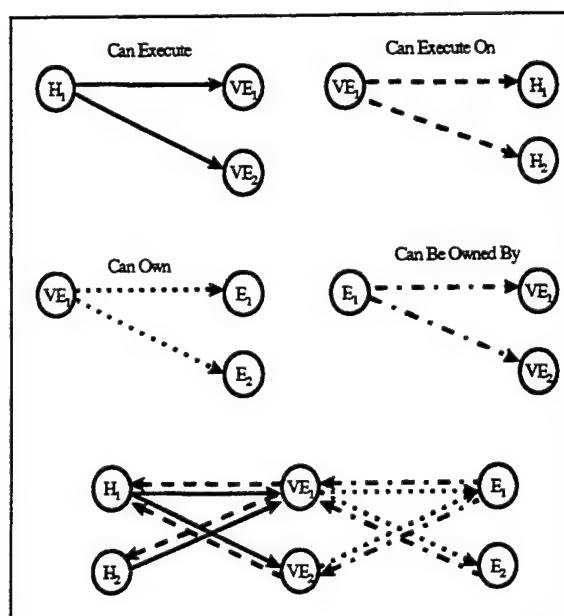 Can Execute
Can Execute On
H1
VE1
VE1
H1
VE2
H2
Can Own
Can Be Owned By
VE1
E1
E1
VE1
E2
VE2
H1
VE1
E1
H2
VE2
E2